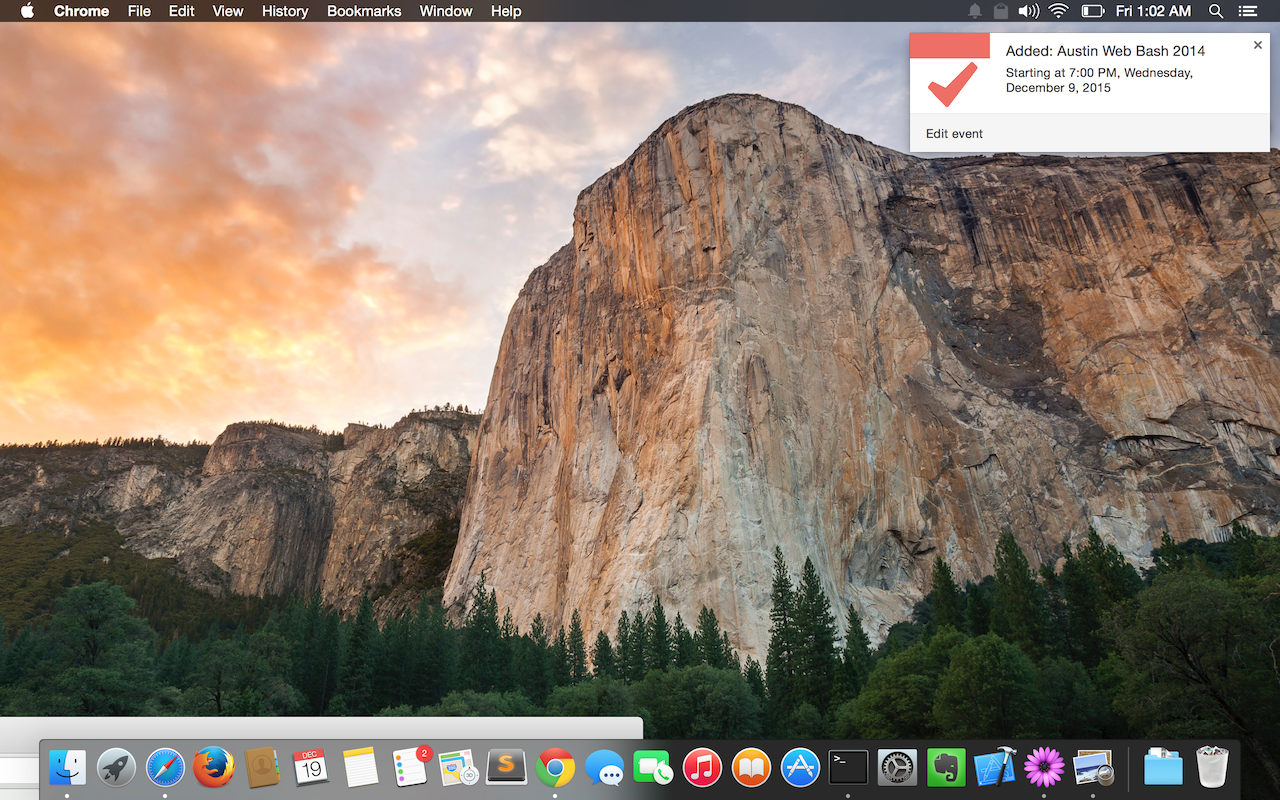 Chrome File Edit View History Bookmarks Window Help Fri 1:02 AM
Added: Austin Web Bash 2014
Starting at 7:00 PM, Wednesday,
December 9, 2015
Edit event
DEC
19
2
3D
S
>_